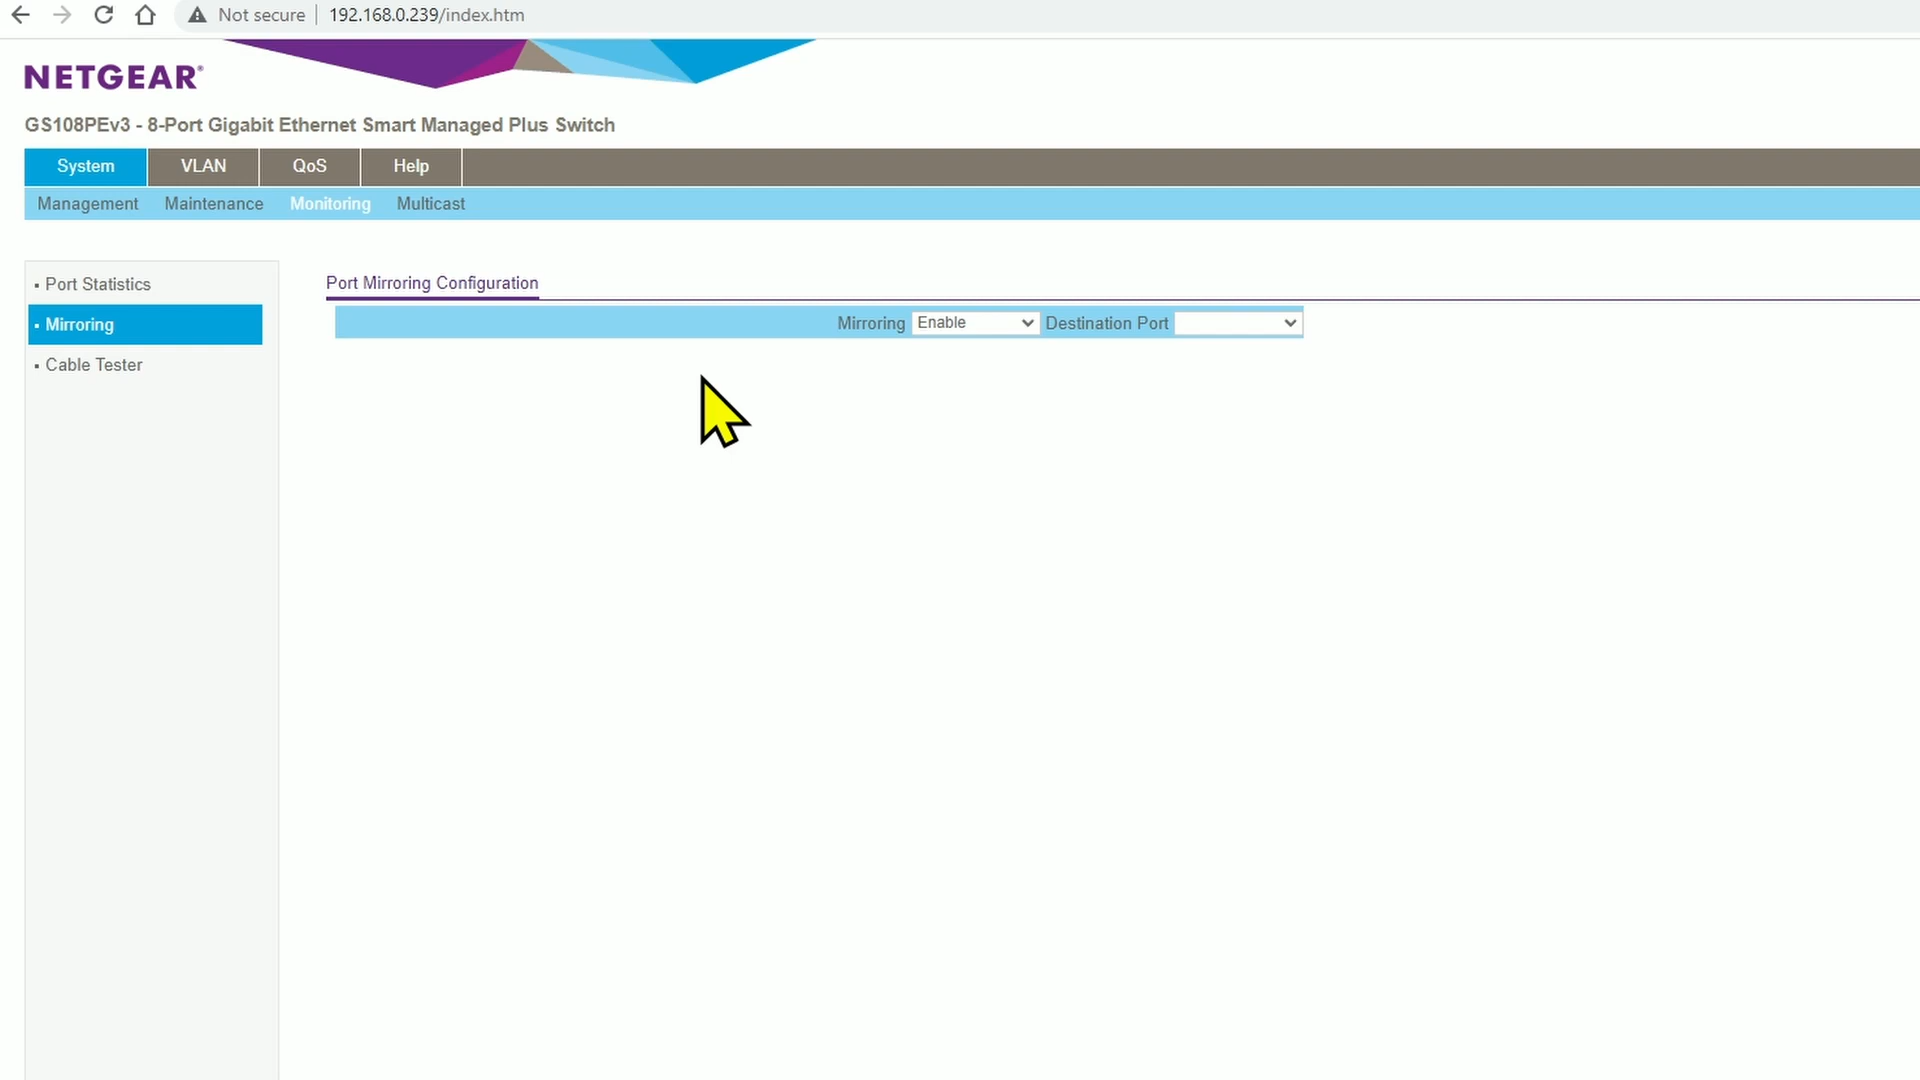 Not secure | 192.168.0.239/index.htm
NETGEAR®
GS108PEv3 - 8-Port Gigabit Ethernet Smart Managed Plus Switch
System VLAN QoS Help
Management Maintenance Monitoring Multicast
Port Statistics
Mirroring
Cable Tester
Port Mirroring Configuration
Mirroring Enable Destination Port